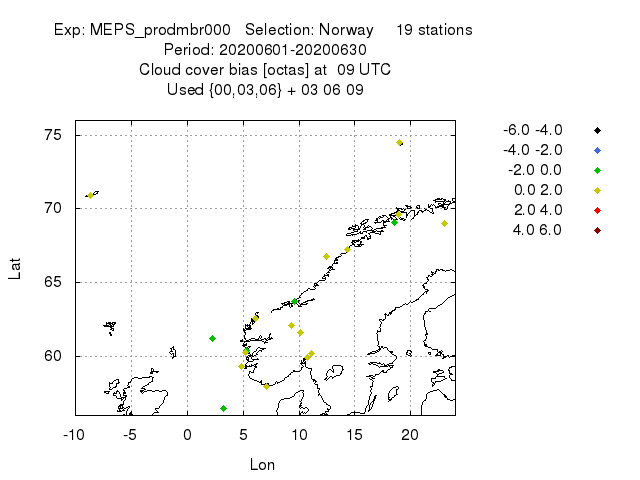 Exp: MEPS_prodmbr000 Selection: Norway 19 stations
Period: 20200601-20200630
Cloud cover bias [octas] at 09 UTC
Used {00,03,06} + 03 06 09
75
70
65
60
Lat
-10 -5 0 5 10 15 20
Lon
-6.0 -4.0
-4.0 -2.0
-2.0 0.0
0.0 2.0
2.0 4.0
4.0 6.0